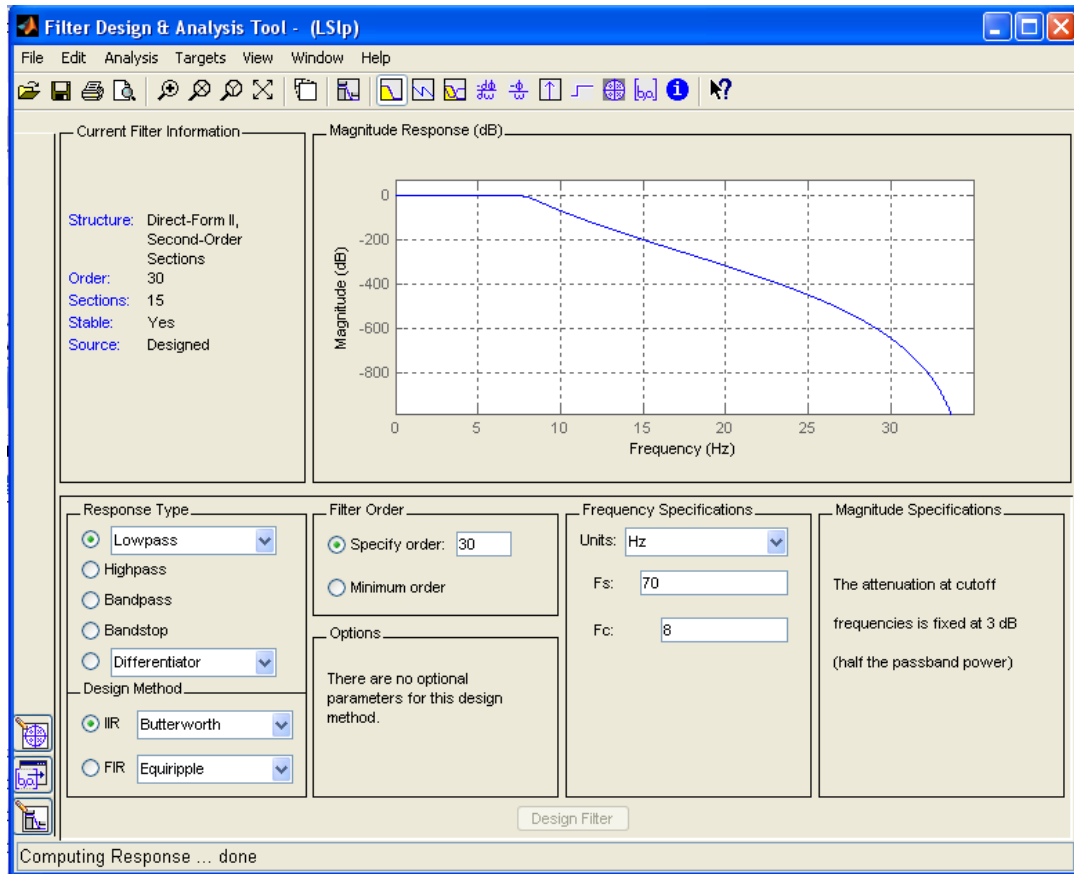 Filter Design & Analysis Tool - (LSlp)
File Edit Analysis Targets View Window Help
Current Filter Information
Structure: Direct-Form II,
Second-Order
Sections
Order: 30
Sections: 15
Stable: Yes
Source: Designed
Magnitude Response (dB)
Magnitude (dB)
0
-200
-400
-600
-800
0 5 10 15 20 25 30
Frequency (Hz)
Response Type
Lowpass
Highpass
Bandpass
Bandstop
Differentiator
Design Method
IIR Butterworth
FIR Equiripple
Filter Order
Specify order: 30
Minimum order
Options
There are no optional
parameters for this design
method.
Frequency Specifications
Units: Hz
Fs: 70
Fc: 8
Magnitude Specifications
The attenuation at cutoff
frequencies is fixed at 3 dB
(half the passband power)
Design Filter
Computing Response ... done